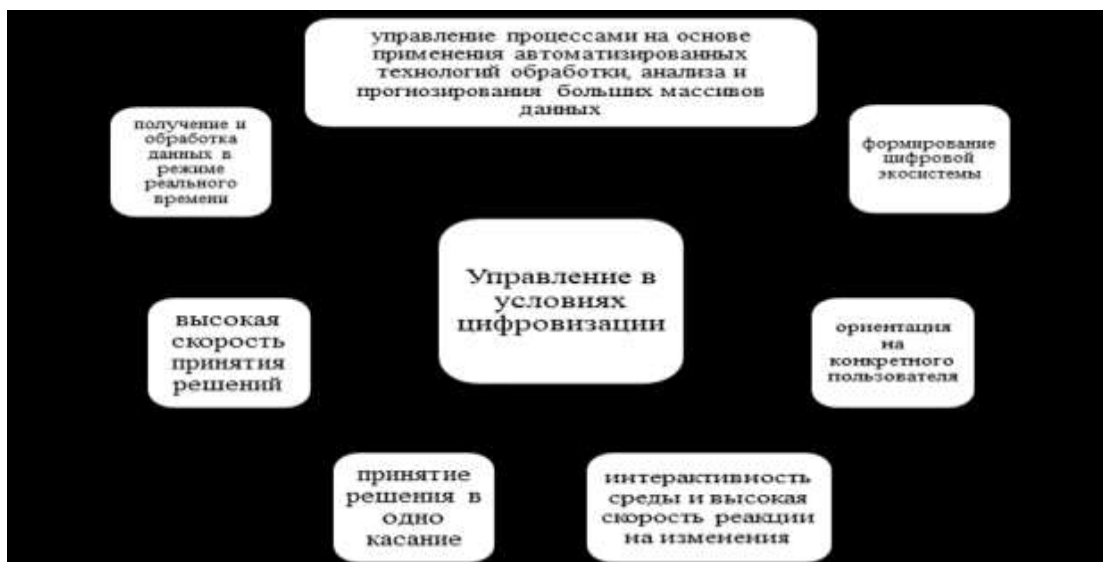 управление процессами на основе
применения автоматизированных
технологий обработки, анализа и
прогнозирования больших массивов
данных
получение и
обработка
данных в
режиме
реального
времени
формирование
цифровой
экосистемы
Управление в
условиях
цифровизации
высокая
скорость
принятия
решений
ориентация
на
конкретного
пользователя
принятие
решения в
одно
касание
интерактивность
среды и высокая
скорость реакции
на изменения